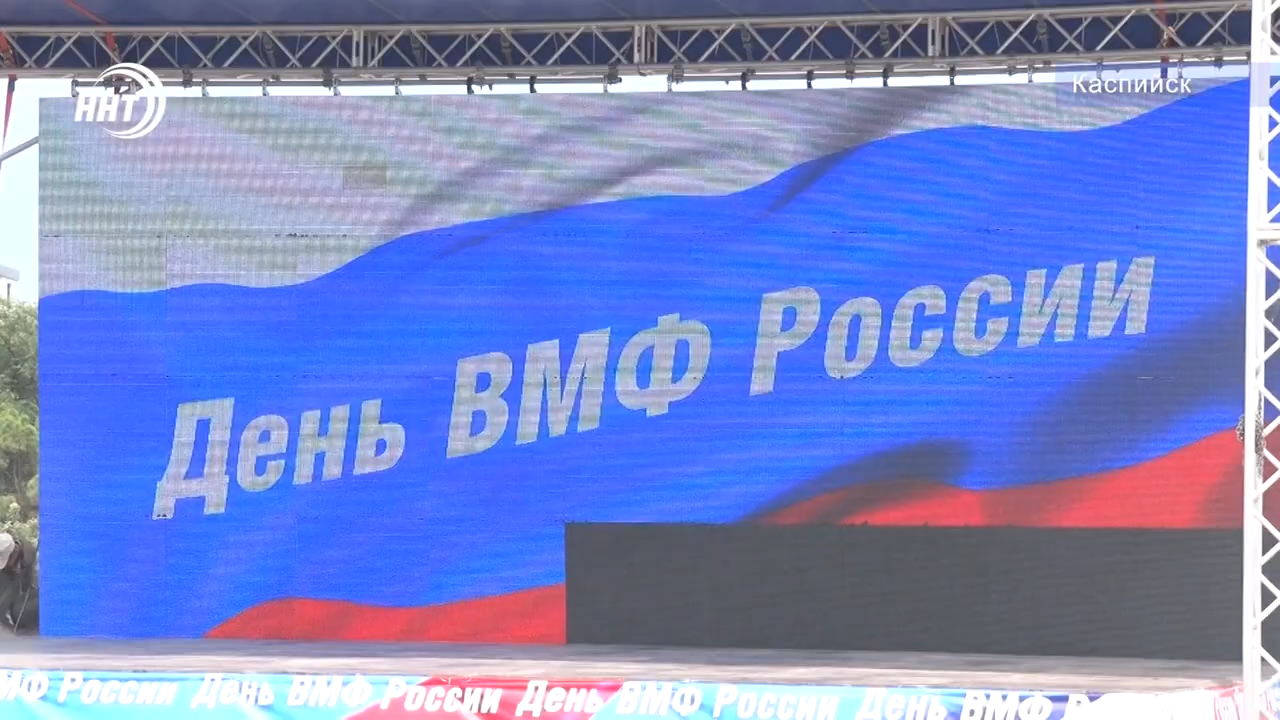 ННТ
Каспийск
День ВМФ России
ВМФ России День ВМФ России День ВМФ России День ВМФ Р